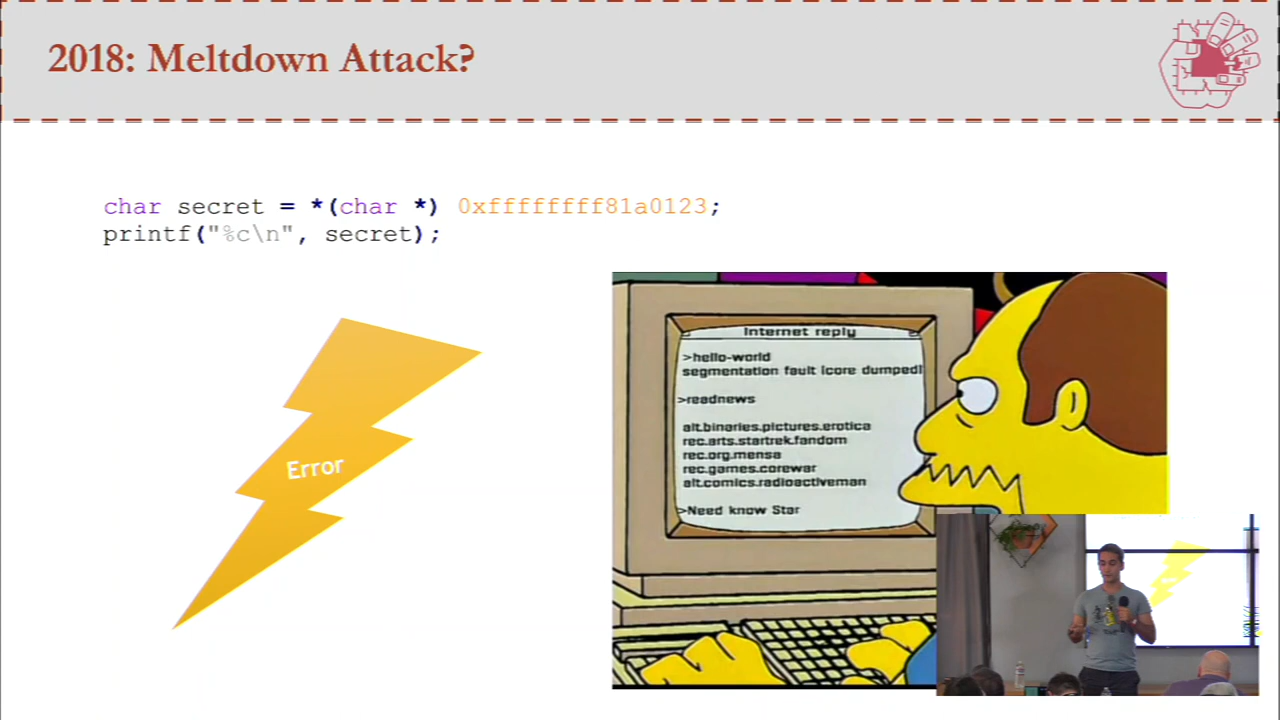 2018: Meltdown Attack?
char secret = *(char *) 0xffffffff81a0123;
printf("%c\n", secret);
Error
Internet reply
>hello-world
segmentation fault (core dumped)
>readnews
alt.binaries.pictures.erotica
rec.arts.startrek.fandom
rec.org.mensa
rec.games.corewar
alt.comics.radioactiveman
>Need know Star